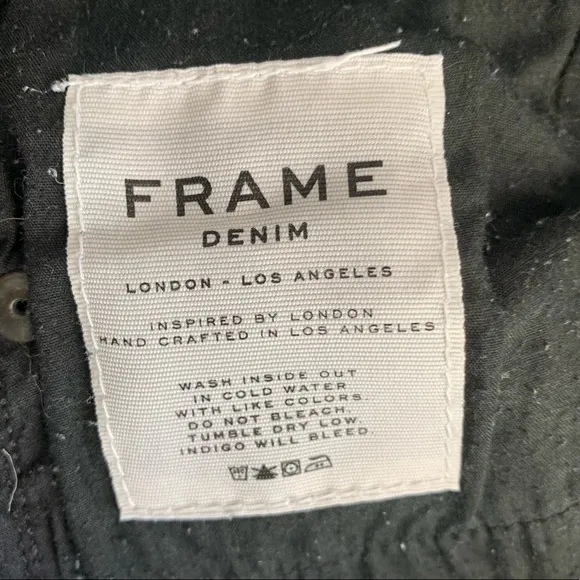 FRAME
DENIM
LONDON - LOS ANGELES
INSPIRED BY LONDON
HAND CRAFTED IN LOS ANGELES
WASH INSIDE OUT
IN COLD WATER
WITH LIKE COLORS.
DO NOT BLEACH.
TUMBLE DRY LOW.
INDIGO WILL BLEED.